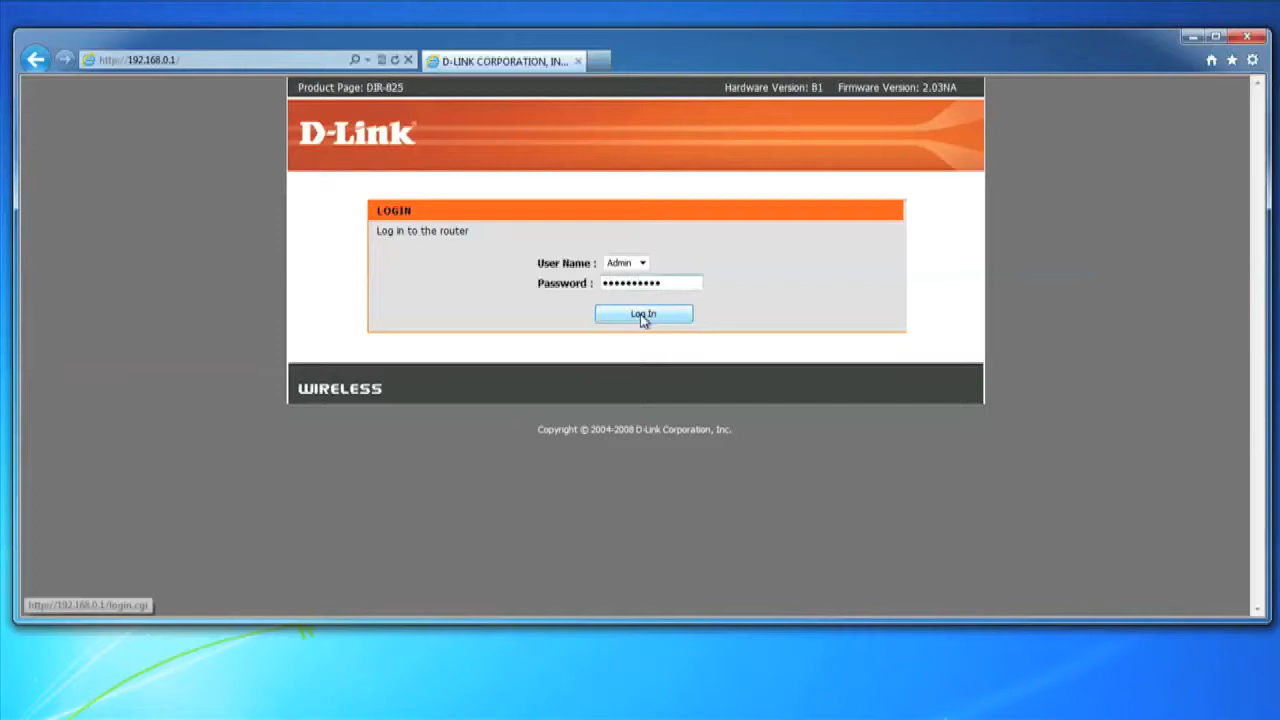 http://192.168.0.1/
D-LINK CORPORATION, IN...
Product Page: DIR-825
Hardware Version: B1 Firmware Version: 2.03NA
D-Link
LOGIN
Log in to the router
User Name : Admin
Password : ••••••••••
Log In
WIRELESS
Copyright © 2004-2008 D-Link Corporation, Inc.
http://192.168.0.1/login.cgi